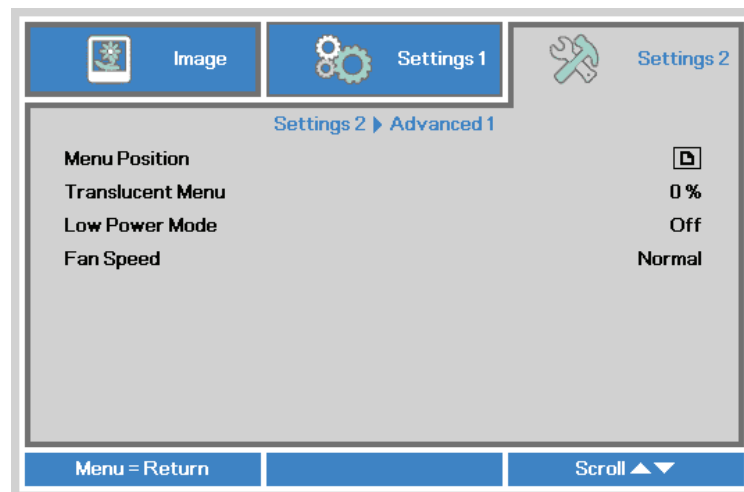 Image
Settings 1
Settings 2
Settings 2 Advanced 1
Menu Position
Translucent Menu 0 %
Low Power Mode Off
Fan Speed Normal
Menu = Return
Scroll